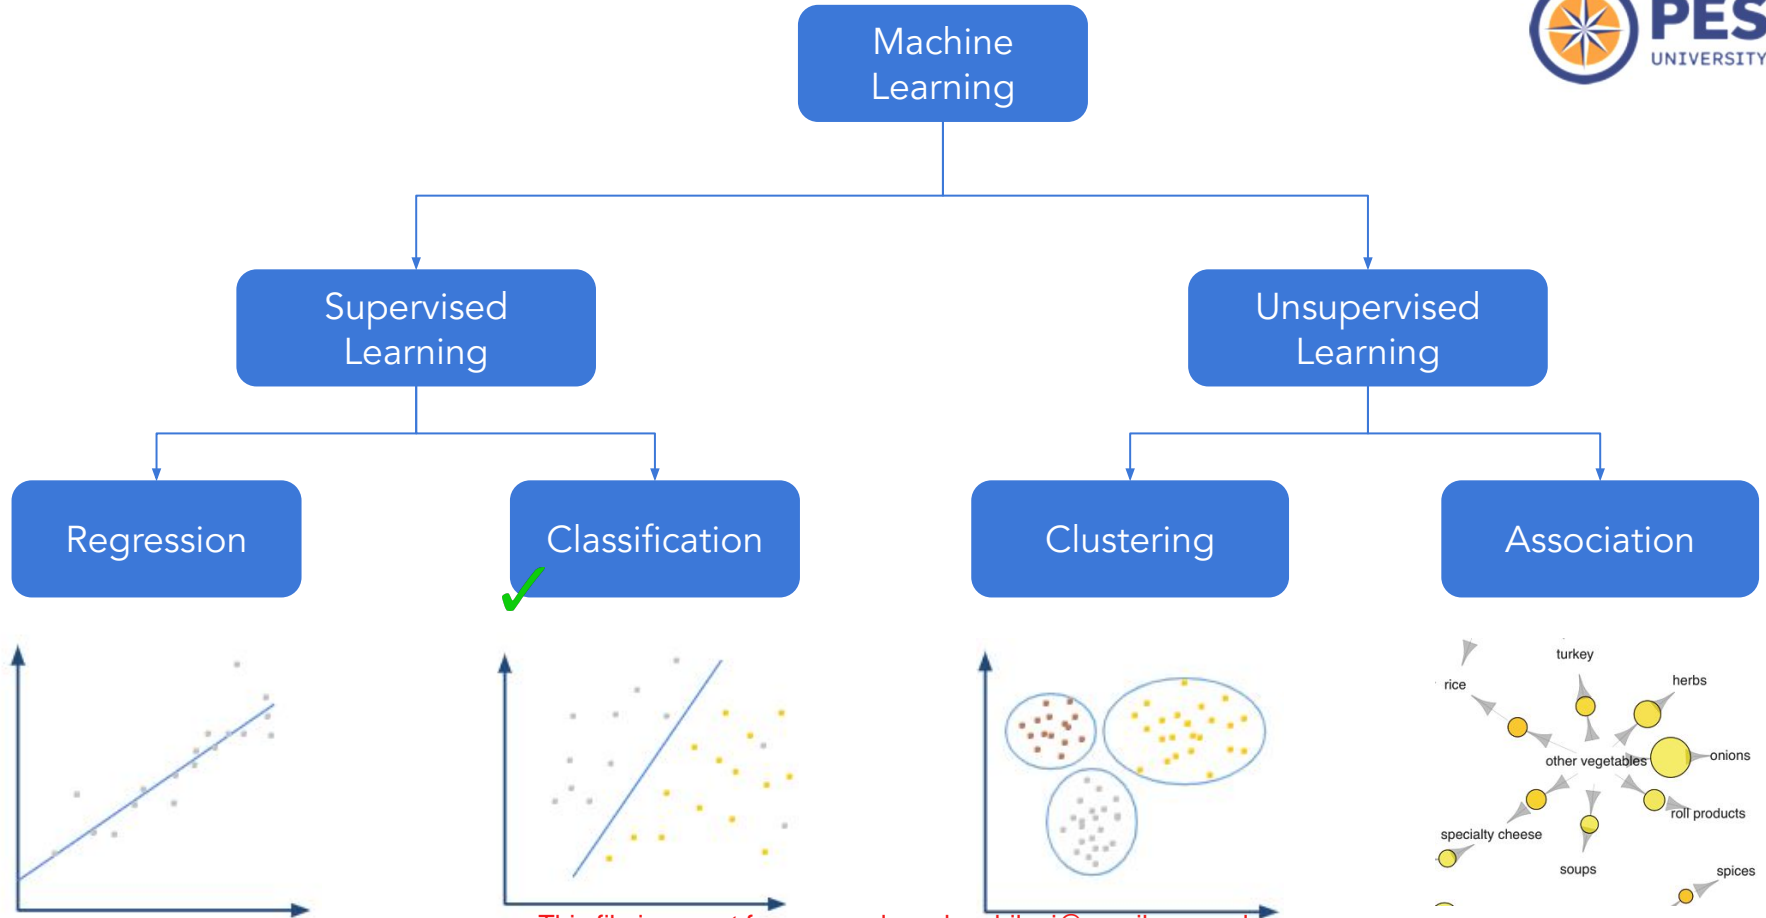 Machine
Learning
PES
UNIVERSITY
Supervised
Learning
Unsupervised
Learning
Regression
Classification
Clustering
Association
turkey
rice
herbs
other vegetables
onions
roll products
specialty cheese
soups
spices